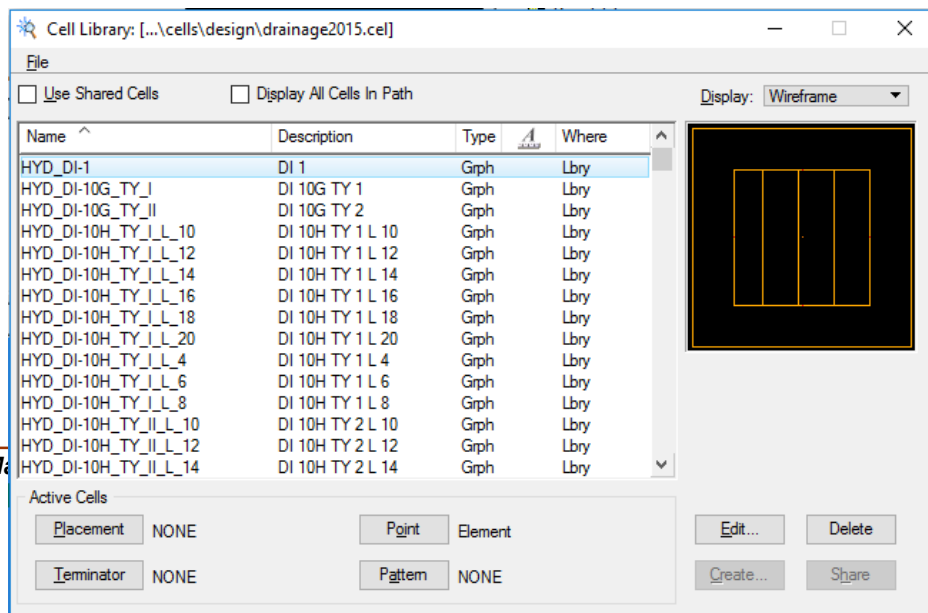 Cell Library: [...\cells\design\drainage2015.cel]
File
Use Shared Cells Display All Cells In Path Display: Wireframe
Name Description Type A Where
HYD_DI-1 DI 1 Grph Lbry
HYD_DI-10G_TY_I DI 10G TY 1 Grph Lbry
HYD_DI-10G_TY_II DI 10G TY 2 Grph Lbry
HYD_DI-10H_TY_I_L_10 DI 10H TY 1 L 10 Grph Lbry
HYD_DI-10H_TY_I_L_12 DI 10H TY 1 L 12 Grph Lbry
HYD_DI-10H_TY_I_L_14 DI 10H TY 1 L 14 Grph Lbry
HYD_DI-10H_TY_I_L_16 DI 10H TY 1 L 16 Grph Lbry
HYD_DI-10H_TY_I_L_18 DI 10H TY 1 L 18 Grph Lbry
HYD_DI-10H_TY_I_L_20 DI 10H TY 1 L 20 Grph Lbry
HYD_DI-10H_TY_I_L_4 DI 10H TY 1 L 4 Grph Lbry
HYD_DI-10H_TY_I_L_6 DI 10H TY 1 L 6 Grph Lbry
HYD_DI-10H_TY_I_L_8 DI 10H TY 1 L 8 Grph Lbry
HYD_DI-10H_TY_II_L_10 DI 10H TY 2 L 10 Grph Lbry
HYD_DI-10H_TY_II_L_12 DI 10H TY 2 L 12 Grph Lbry
HYD_DI-10H_TY_II_L_14 DI 10H TY 2 L 14 Grph Lbry
Active Cells
Placement NONE Point Element Edit... Delete
Terminator NONE Pattern NONE Create... Share